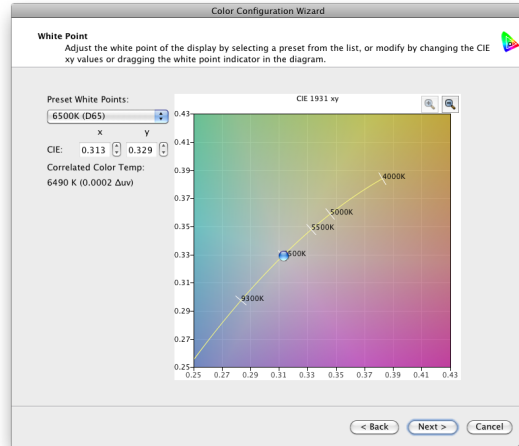 Color Configuration Wizard
White Point
Adjust the white point of the display by selecting a preset from the list, or modify by changing the CIE
xy values or dragging the white point indicator in the diagram.
Preset White Points:
6500K (D65)
x y
CIE: 0.313 0.329
Correlated Color Temp:
6490 K (0.0002 Δuv)
CIE 1931 xy
0.43
0.41
0.39
0.37
0.35
0.33
0.31
0.29
0.27
0.25
4000K
5000K
5500K
500K
9300K
0.25 0.27 0.29 0.31 0.33 0.35 0.37 0.39 0.41 0.43
< Back Next > Cancel